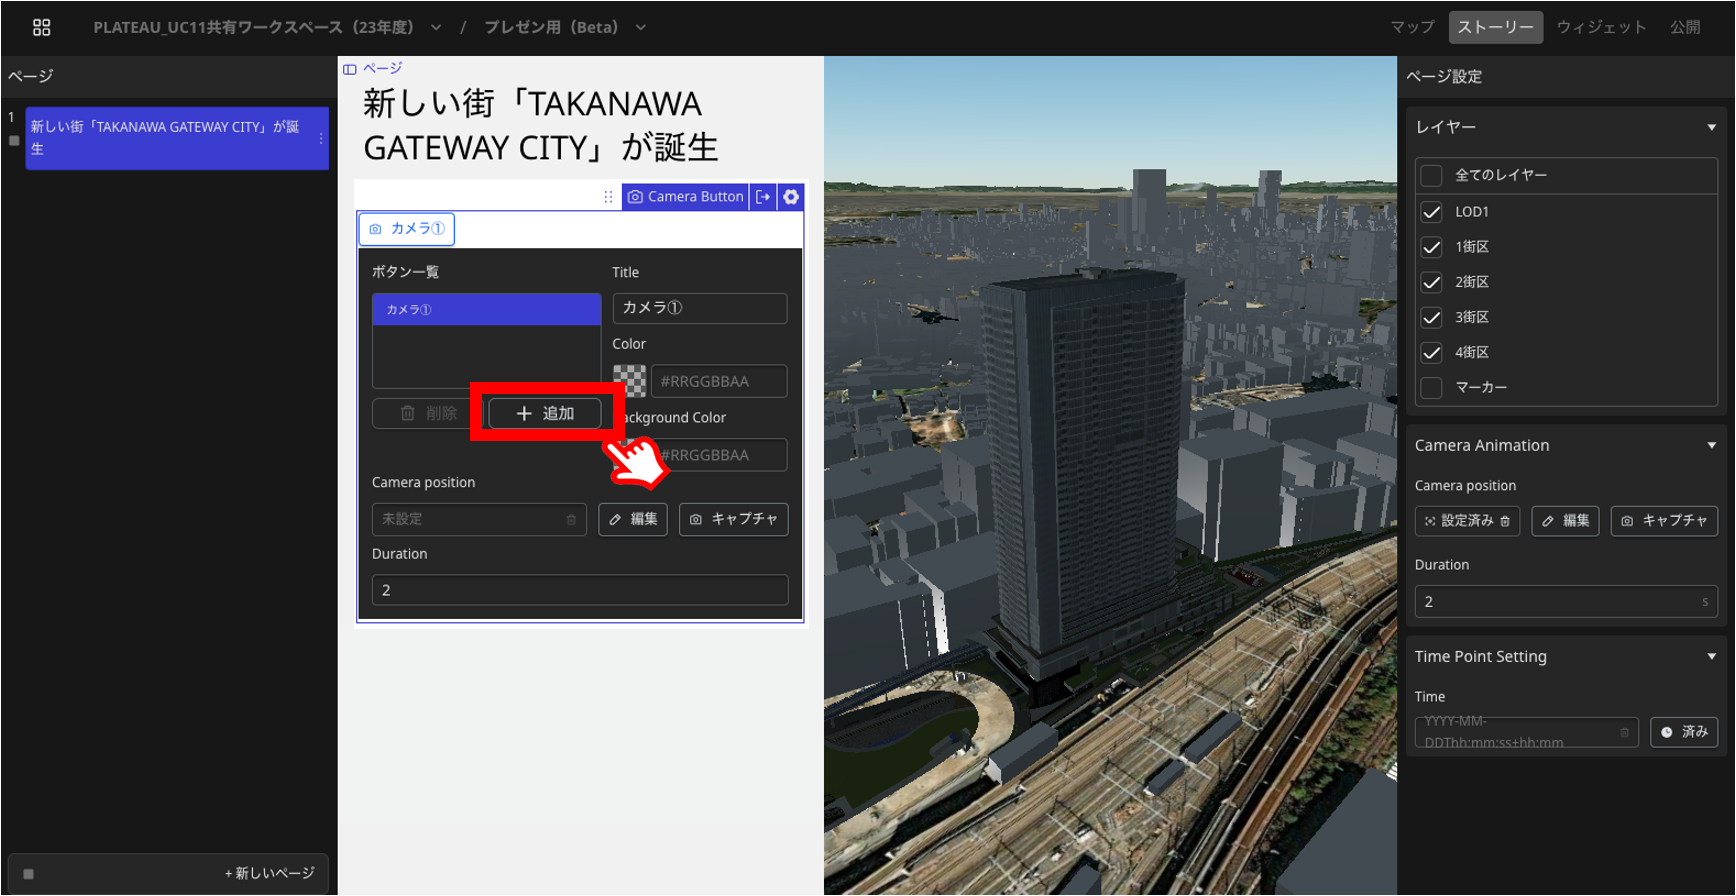 PLATEAU_UC11共有ワークスペース（23年度） / プレゼン用（Beta）
マップ ストーリー ウィジェット 公開
ページ
1
新しい街「TAKANAWA GATEWAY CITY」が誕
生
+ 新しいページ
ページ
新しい街「TAKANAWA
GATEWAY CITY」が誕生
Camera Button
カメラ①
ボタン一覧
カメラ①
削除
追加
Title
カメラ①
Color
#RRGGBBAA
ackground Color
#RRGGBBAA
Camera position
未設定
編集
キャプチャ
Duration
2
ページ設定
レイヤー
全てのレイヤー
LOD1
1街区
2街区
3街区
4街区
マーカー
Camera Animation
Camera position
設定済み
編集
キャプチャ
Duration
2 s
Time Point Setting
Time
YYYY-MM-
DDThh:mm:ss±hh:mm
済み